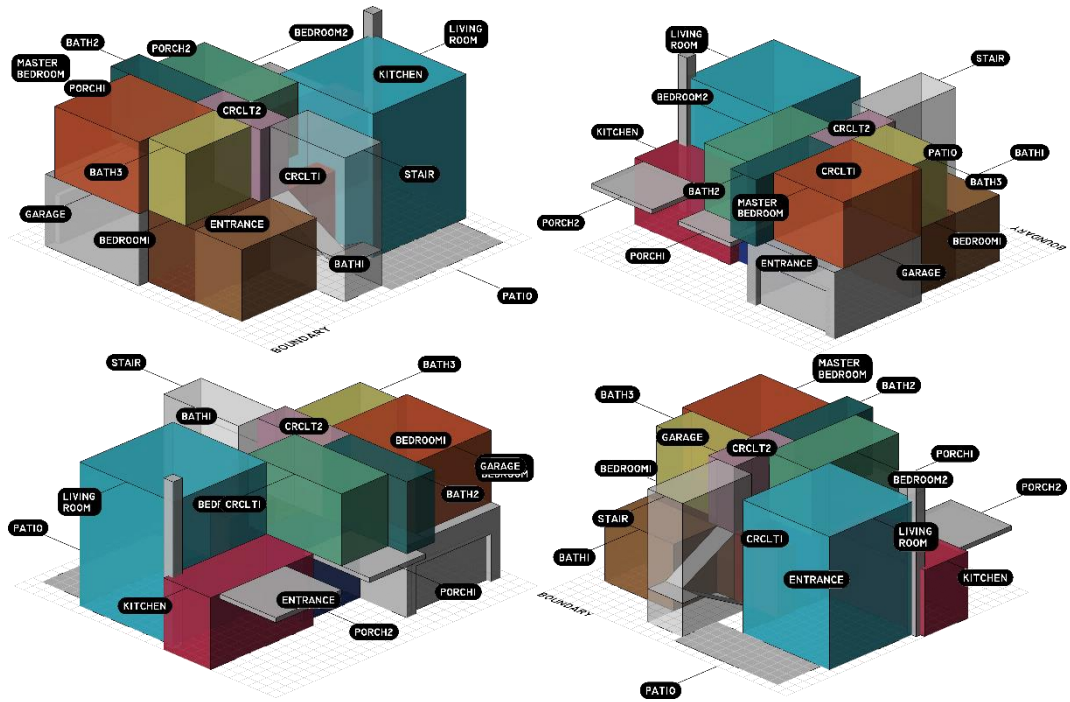 BEDROOM2
LIVING
ROOM
BATH2
PORCH2
MASTER
BEDROOM
PORCH1
KITCHEN
CRCLT2
BATH3
CRCLT1
STAIR
GARAGE
ENTRANCE
BEDROOM1
BATH1
PATIO
BOUNDARY
LIVING
ROOM
STAIR
BEDROOM2
KITCHEN
CRCLT2
PATIO
BATH1
CRCLT1
BATH3
BATH2
MASTER
BEDROOM
PORCH2
BEDROOM1
BOUNDARY
PORCH1
ENTRANCE
GARAGE
STAIR
BATH3
BATH1
CRCLT2
BEDROOM1
GARAGE
LIVING
ROOM
BEDF CRCLT1
BATH2
PATIO
KITCHEN
ENTRANCE
PORCH1
PORCH2
MASTER
BEDROOM
BATH3
BATH2
GARAGE
CRCLT2
PORCH1
BEDROOM1
BEDROOM2
PORCH2
STAIR
LIVING
ROOM
BATH1
CRCLT1
ENTRANCE
KITCHEN
BOUNDARY
PATIO